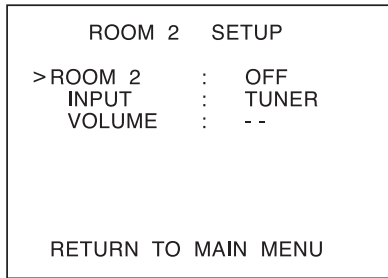 ROOM 2 SETUP
>ROOM 2 : OFF
INPUT : TUNER
VOLUME : - -
RETURN TO MAIN MENU